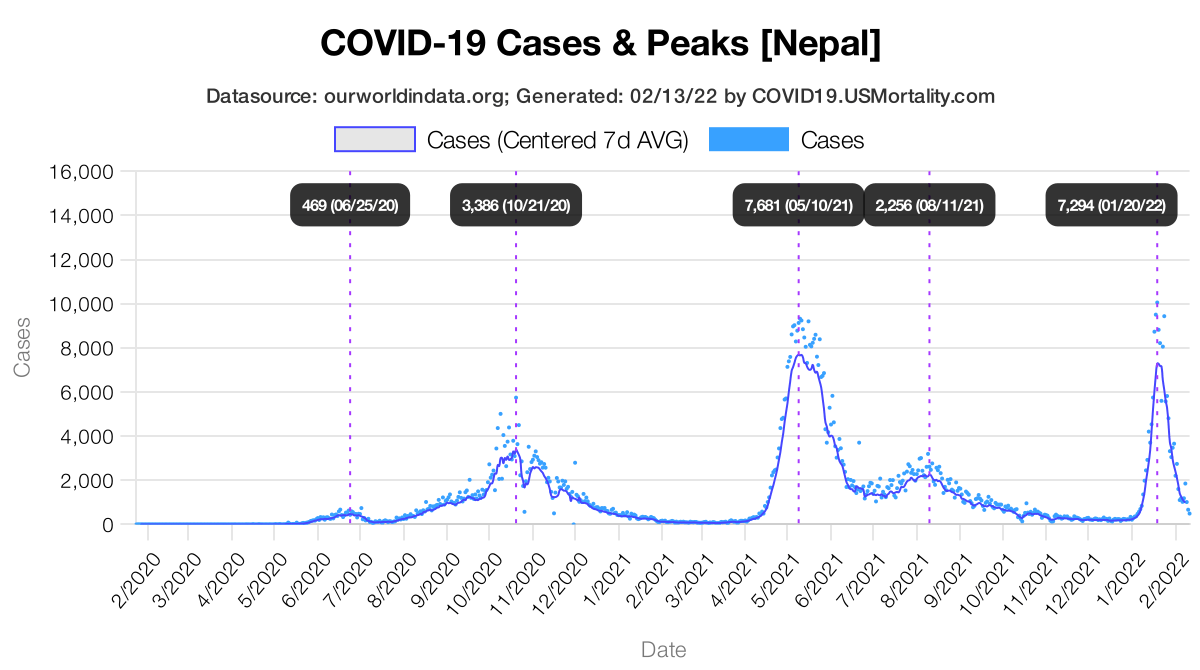 COVID-19 Cases & Peaks [Nepal]
Datasource: ourworldindata.org; Generated: 02/13/22 by COVID19.USMortality.com
Cases (Centered 7d AVG) Cases
16,000
14,000
12,000
10,000
8,000
6,000
4,000
2,000
0
Cases
469 (06/25/20) 3,386 (10/21/20) 7,681 (05/10/21) 2,256 (08/11/21) 7,294 (01/20/22)
2/2020 3/2020 4/2020 5/2020 6/2020 7/2020 8/2020 9/2020 10/2020 11/2020 12/2020 1/2021 2/2021 3/2021 4/2021 5/2021 6/2021 7/2021 8/2021 9/2021 10/2021 11/2021 1/2022 2/2022
Date